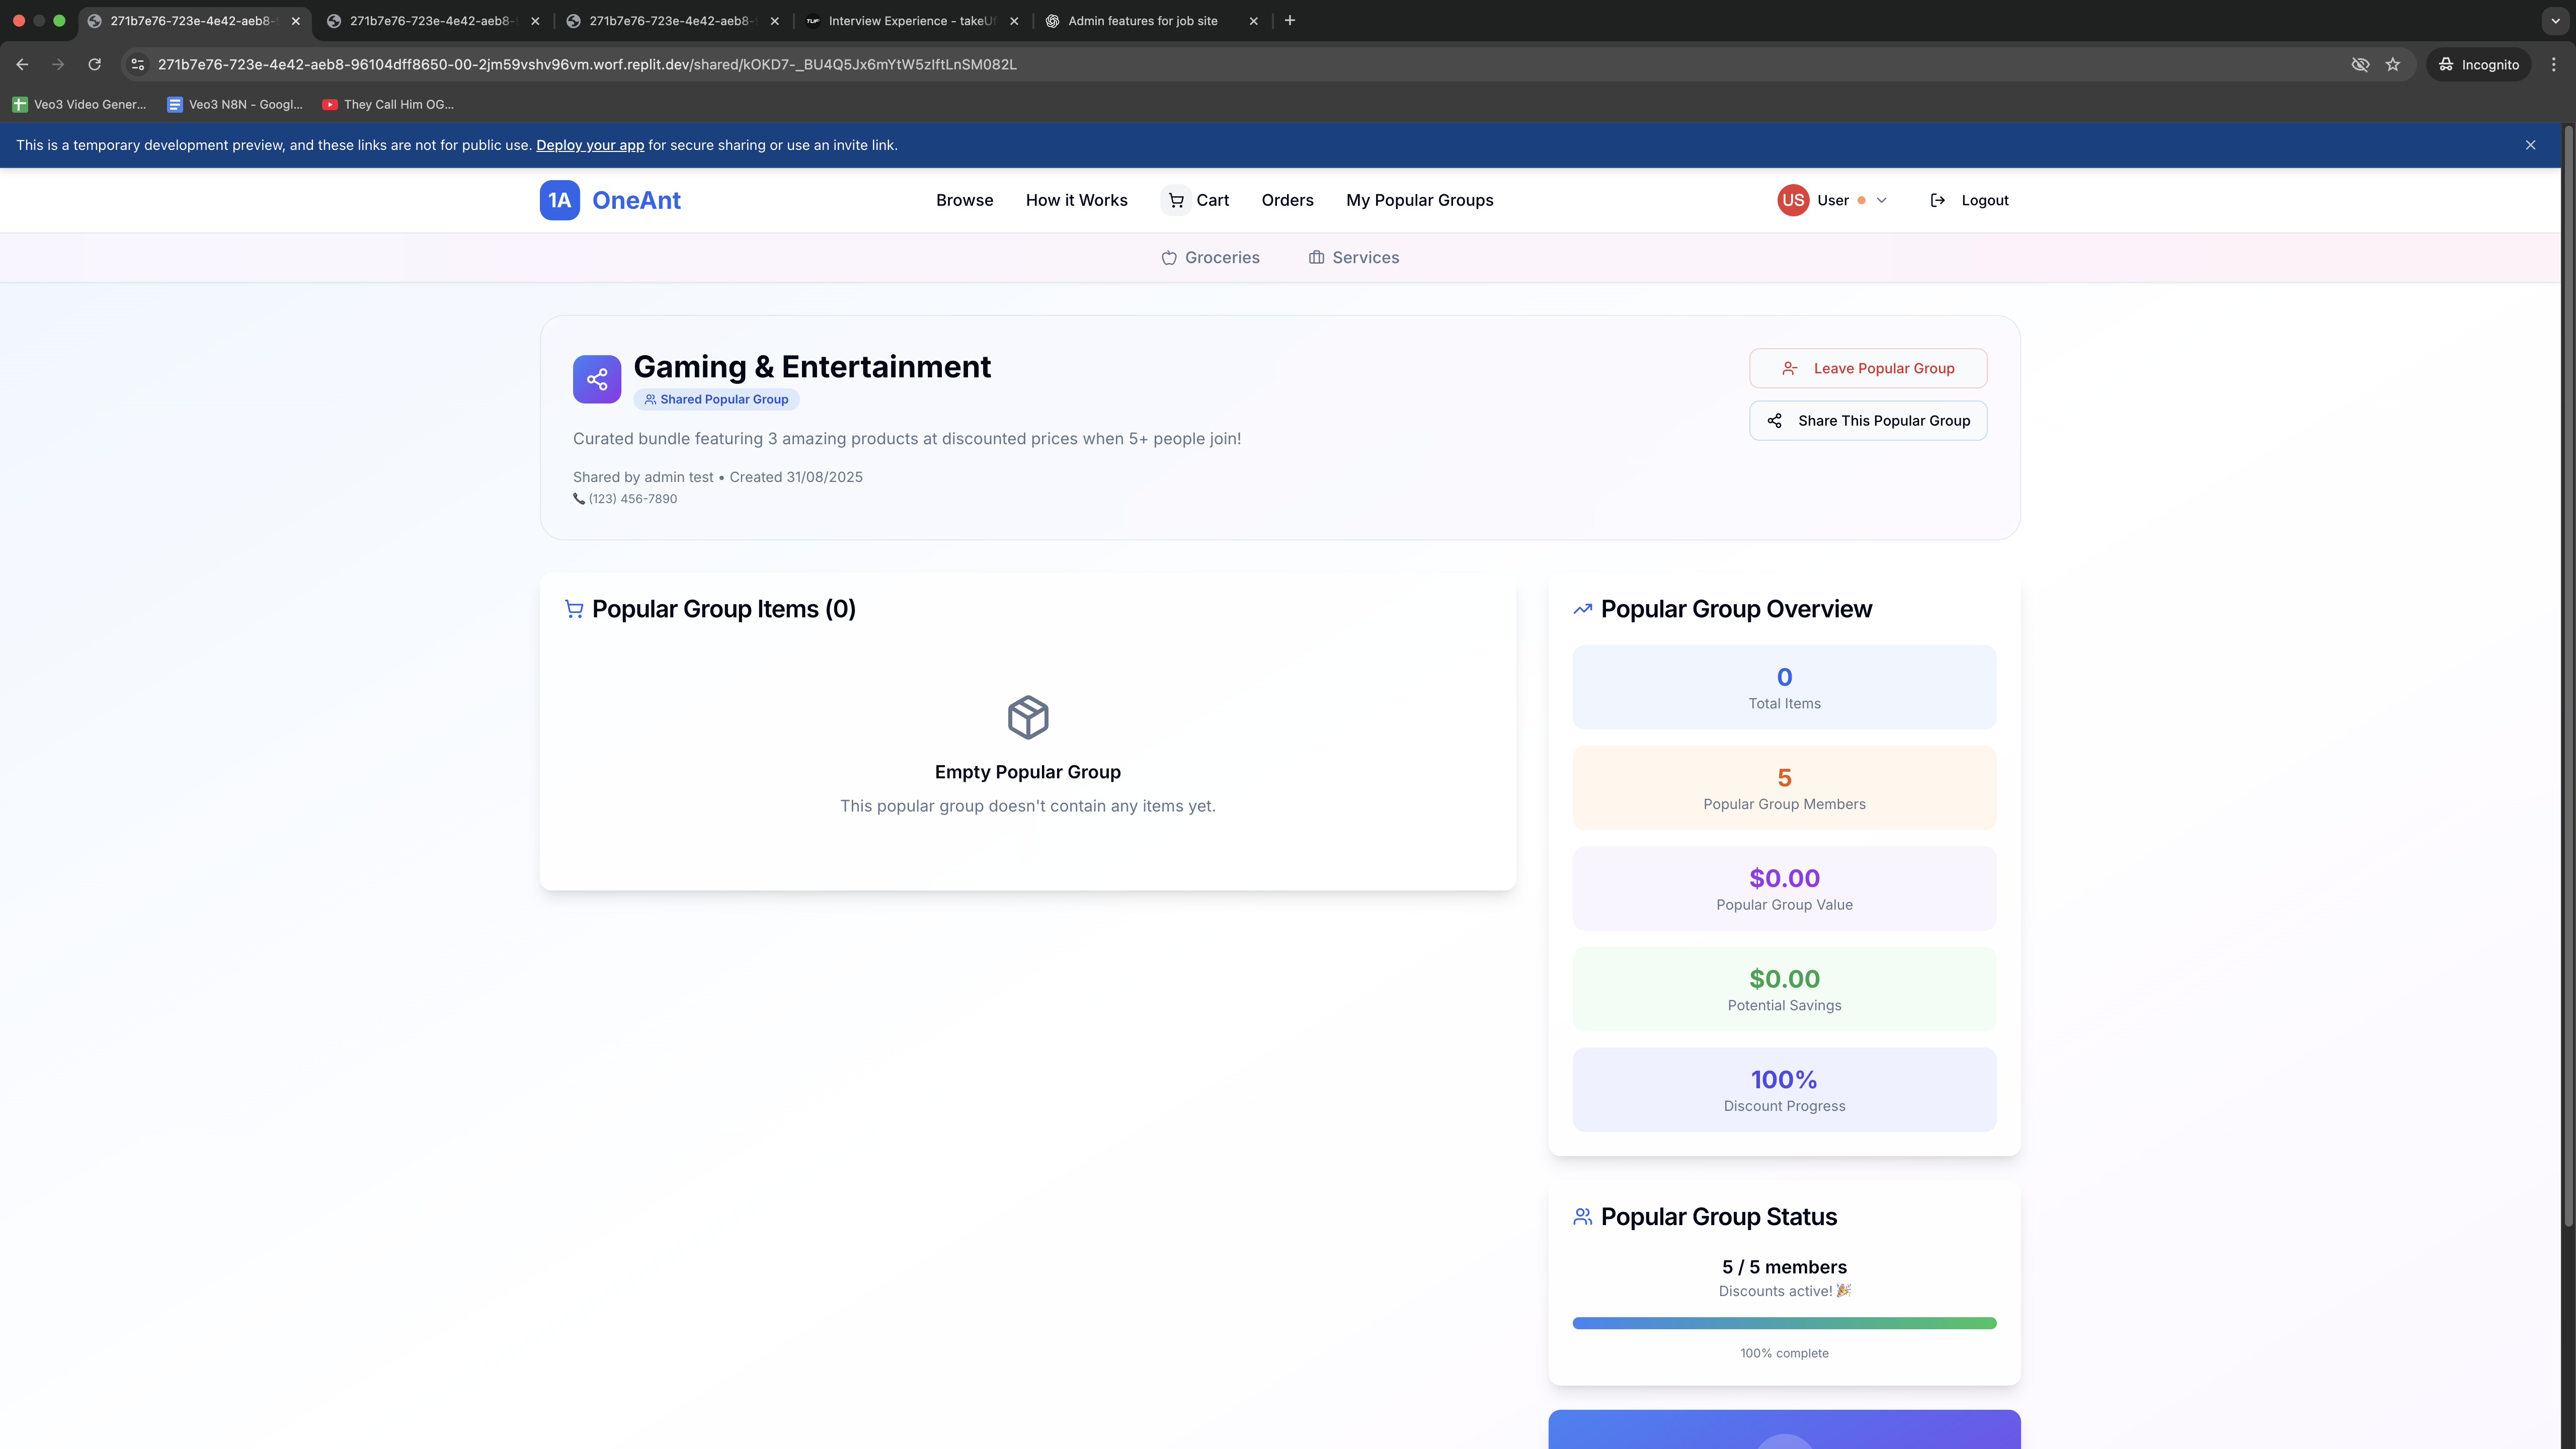 271b7e76-723e-4e42-aeb8-
271b7e76-723e-4e42-aeb8-
271b7e76-723e-4e42-aeb8-
TUF
Interview Experience - takeU
Admin features for job site
271b7e76-723e-4e42-aeb8-96104dff8650-00-2jm59vshv96vm.worf.replit.dev/shared/kOKD7-_BU4Q5Jx6mYtW5zIftLnSM082L
Incognito
Veo3 Video Gener...
Veo3 N8N - Googl...
They Call Him OG...
This is a temporary development preview, and these links are not for public use. Deploy your app for secure sharing or use an invite link.
1A OneAnt
Browse
How it Works
Cart
Orders
My Popular Groups
US User
Logout
Groceries
Services
Gaming & Entertainment
Shared Popular Group
Curated bundle featuring 3 amazing products at discounted prices when 5+ people join!
Shared by admin test • Created 31/08/2025
📞 (123) 456-7890
Leave Popular Group
Share This Popular Group
Popular Group Items (0)
Empty Popular Group
This popular group doesn't contain any items yet.
Popular Group Overview
0
Total Items
5
Popular Group Members
$0.00
Popular Group Value
$0.00
Potential Savings
100%
Discount Progress
Popular Group Status
5 / 5 members
Discounts active! 🎉
100% complete